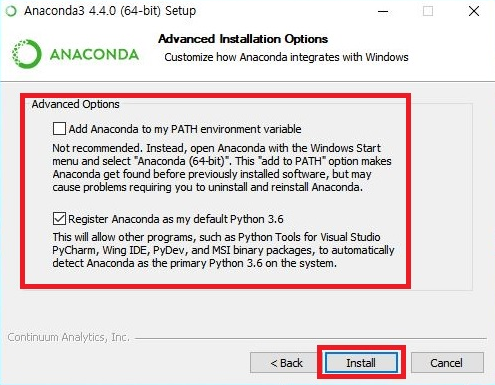 Anaconda3 4.4.0 (64-bit) Setup
Advanced Installation Options
Customize how Anaconda integrates with Windows
ANACONDA
Advanced Options
Add Anaconda to my PATH environment variable
Not recommended. Instead, open Anaconda with the Windows Start
menu and select "Anaconda (64-bit)". This "add to PATH" option makes
Anaconda get found before previously installed software, but may
cause problems requiring you to uninstall and reinstall Anaconda.
Register Anaconda as my default Python 3.6
This will allow other programs, such as Python Tools for Visual Studio
PyCharm, Wing IDE, PyDev, and MSI binary packages, to automatically
detect Anaconda as the primary Python 3.6 on the system.
Continuum Analytics, Inc.
< Back
Install
Cancel